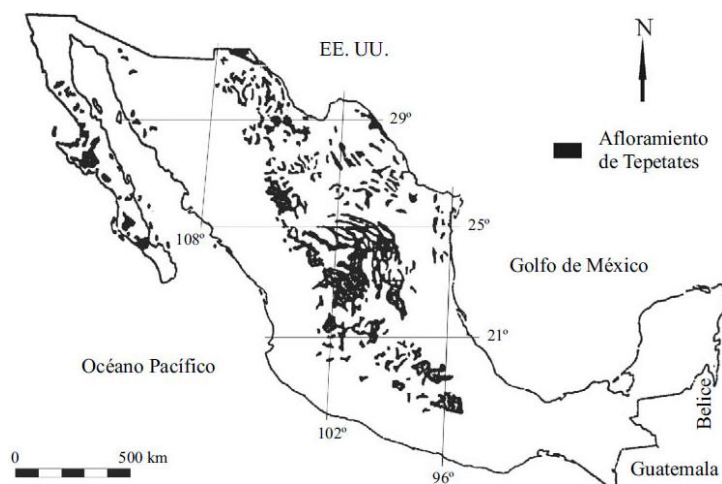 EE. UU.
N
29º
Afloramiento
de Tepetates
25º
108º
Golfo de México
21º
Océano Pacífico
Belice
102º
96º
Guatemala
0
500 km